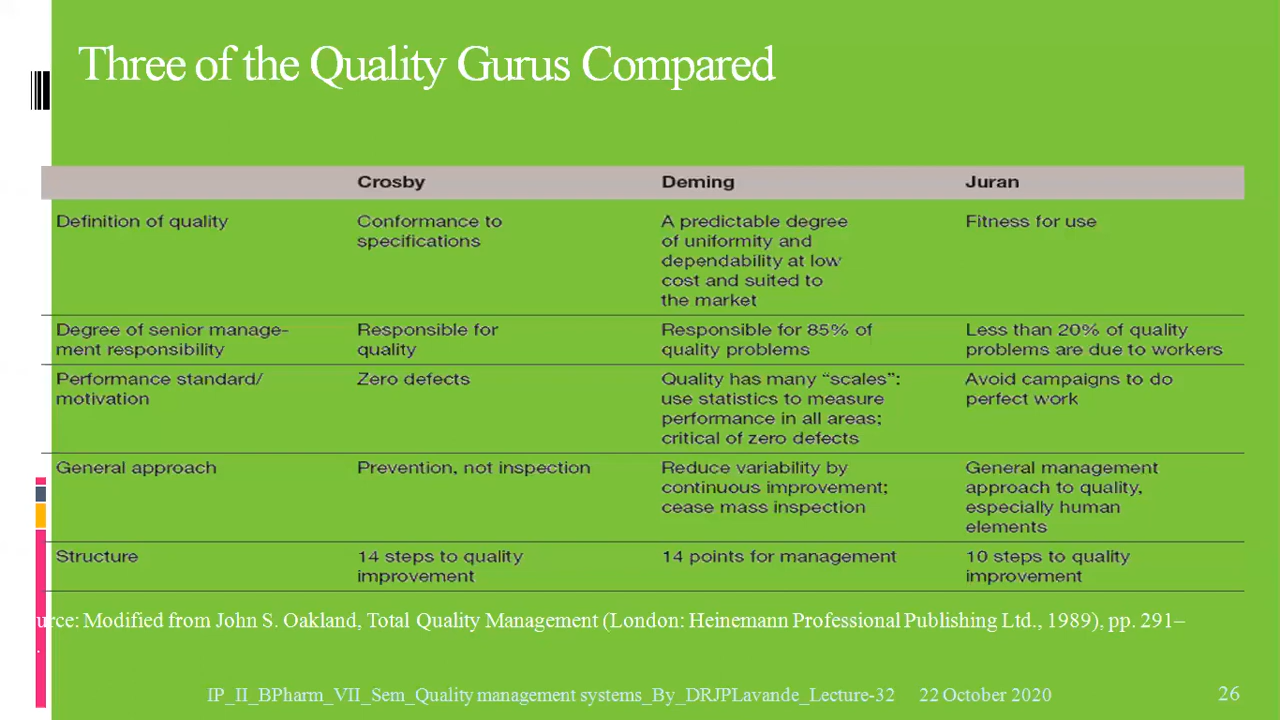 Three of the Quality Gurus Compared
Crosby Deming Juran
Definition of quality
Conformance to
specifications
A predictable degree
of uniformity and
dependability at low
cost and suited to
the market
Fitness for use
Degree of senior manage-
ment responsibility
Responsible for
quality
Responsible for 85% of
quality problems
Less than 20% of quality
problems are due to workers
Performance standard/
motivation
Zero defects
Quality has many “scales”:
use statistics to measure
performance in all areas;
critical of zero defects
Avoid campaigns to do
perfect work
General approach
Prevention, not inspection
Reduce variability by
continuous improvement;
cease mass inspection
General management
approach to quality,
especially human
elements
Structure
14 steps to quality
improvement
14 points for management
10 steps to quality
improvement
urce: Modified from John S. Oakland, Total Quality Management (London: Heinemann Professional Publishing Ltd., 1989), pp. 291–
.
IP_II_BPharm_VII_Sem_Quality management systems_By_DRJPLavande_Lecture-32 22 October 2020 26